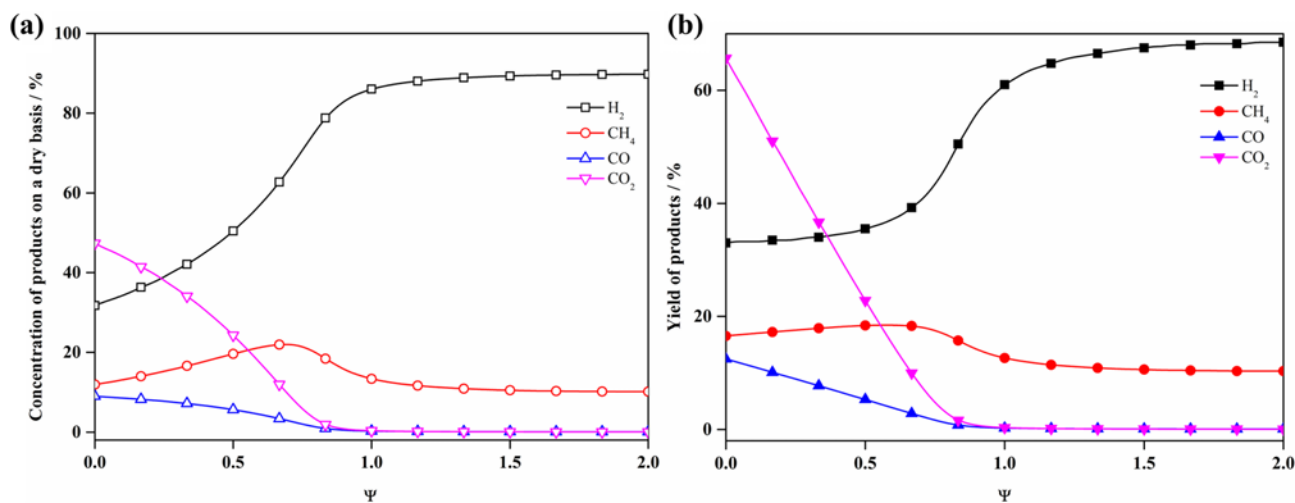 (a)
Concentration of products on a dry basis / %
100
80
60
40
20
0
0.0 0.5 1.0 1.5 2.0
Ψ
H2
CH4
CO
CO2
(b)
Yield of products / %
60
40
20
0
0.0 0.5 1.0 1.5 2.0
Ψ
H2
CH4
CO
CO2